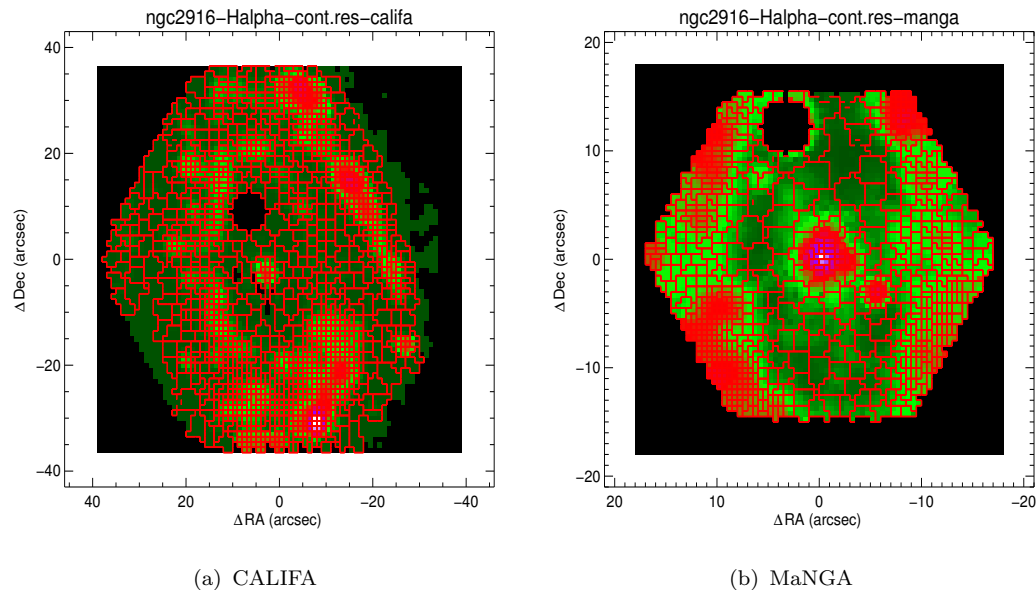 ngc2916-Halpha-cont.res-califa
40
20
0
-20
-40
Δ Dec (arcsec)
40 20 0 -20 -40
ΔRA (arcsec)
(a) CALIFA
ngc2916-Halpha-cont.res-manga
20
10
0
-10
-20
Δ Dec (arcsec)
20 10 0 -10 -20
ΔRA (arcsec)
(b) MaNGA